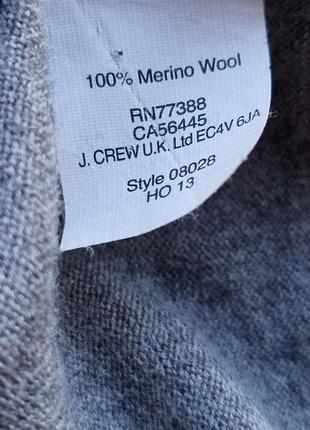 100% Merino Wool
RN77388
CA56445
J. CREW U.K. Ltd EC4V 6JA
Style 08028
HO 13